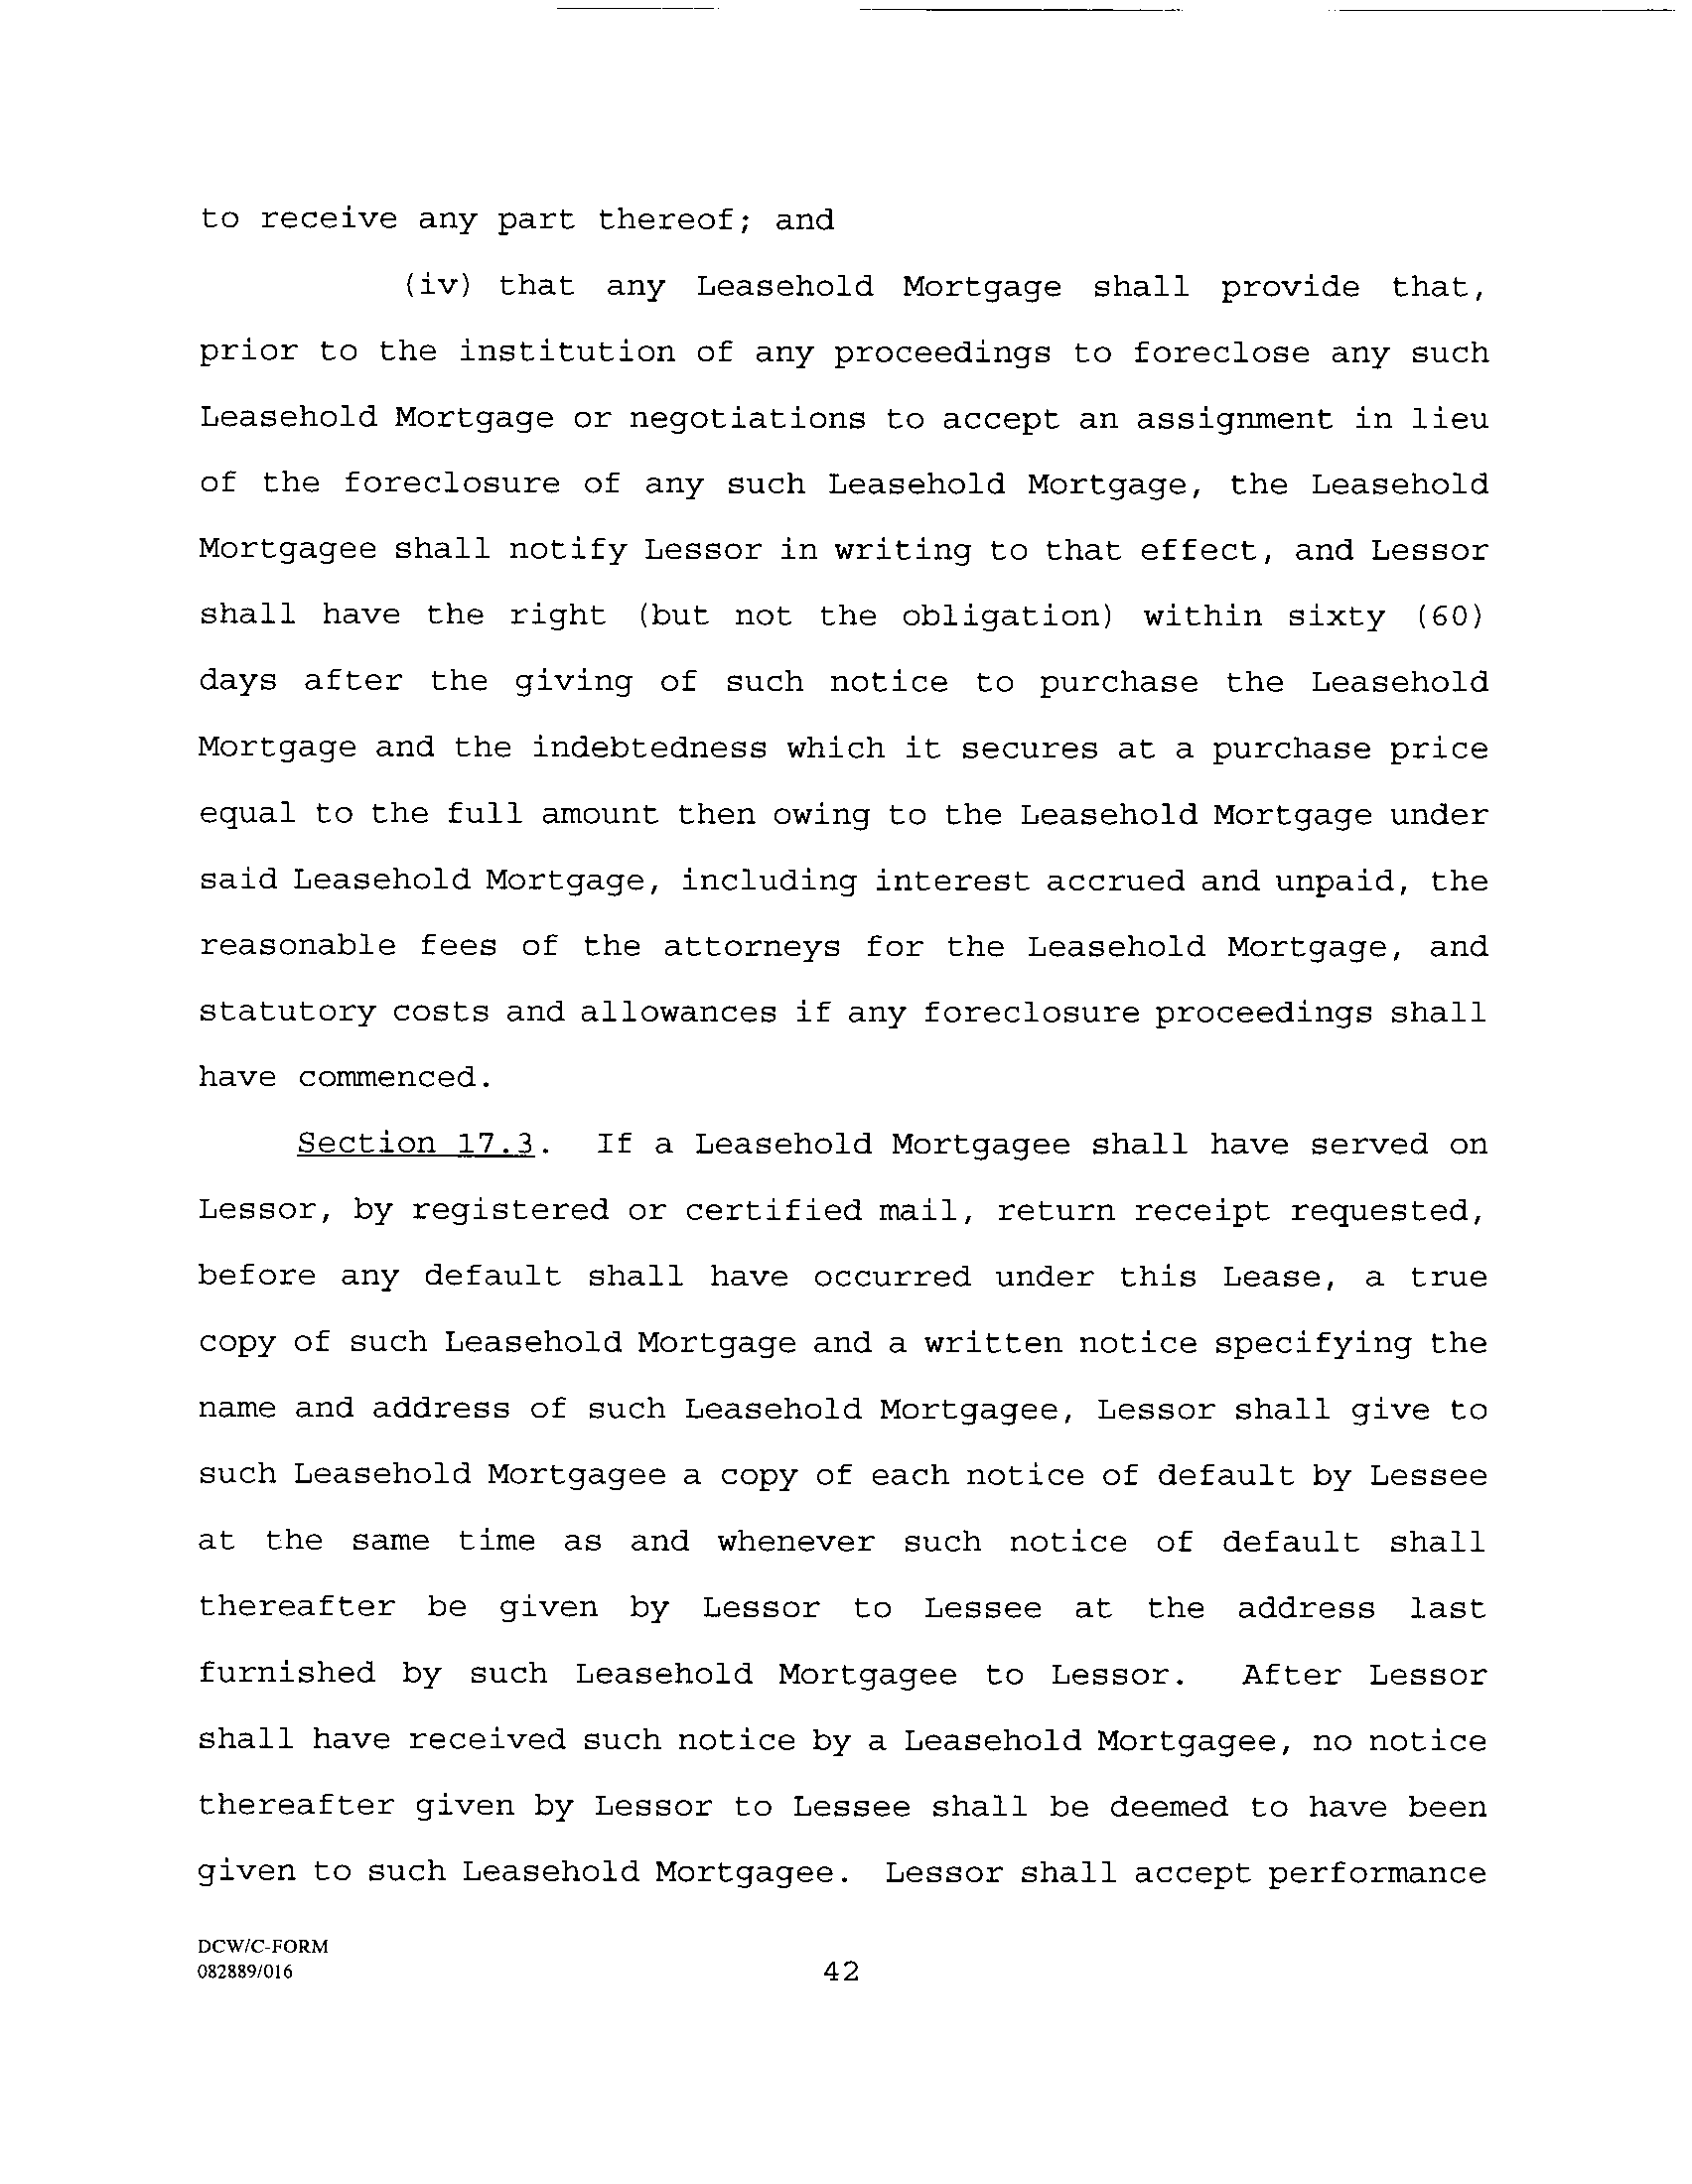 to receive any part thereof; and
(iv) that any Leasehold Mortgage shall provide that,
prior to the institution of any proceedings to foreclose any such
Leasehold Mortgage or negotiations to accept an assignment in lieu
of the foreclosure of any such Leasehold Mortgage, the Leasehold
Mortgagee shall notify Lessor in writing to that effect, and Lessor
shall have the right (but not the obligation) within sixty (60)
days after the giving of such notice to purchase the Leasehold
Mortgage and the indebtedness which it secures at a purchase price
equal to the full amount then owing to the Leasehold Mortgage under
said Leasehold Mortgage, including interest accrued and unpaid, the
reasonable fees of the attorneys for the Leasehold Mortgage, and
statutory costs and allowances if any foreclosure proceedings shall
have commenced.
Section 17.3. If a Leasehold Mortgagee shall have served on
Lessor, by registered or certified mail, return receipt requested,
before any default shall have occurred under this Lease, a true
copy of such Leasehold Mortgage and a written notice specifying the
name and address of such Leasehold Mortgagee, Lessor shall give to
such Leasehold Mortgagee a copy of each notice of default by Lessee
at the same time as and whenever such notice of default shall
thereafter be given by Lessor to Lessee at the address last
furnished by such Leasehold Mortgagee to Lessor. After Lessor
shall have received such notice by a Leasehold Mortgagee, no notice
thereafter given by Lessor to Lessee shall be deemed to have been
given to such Leasehold Mortgagee. Lessor shall accept performance
DCW/C-FORM
082889/016
42